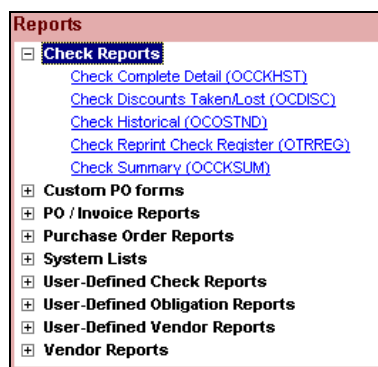 Reports
Check Reports
Check Complete Detail (OCCKHST)
Check Discounts Taken/Lost (OCDISC)
Check Historical (OCOSTND)
Check Reprint Check Register (OTRREG)
Check Summary (OCCKSUM)
Custom PO forms
PO / Invoice Reports
Purchase Order Reports
System Lists
User-Defined Check Reports
User-Defined Obligation Reports
User-Defined Vendor Reports
Vendor Reports